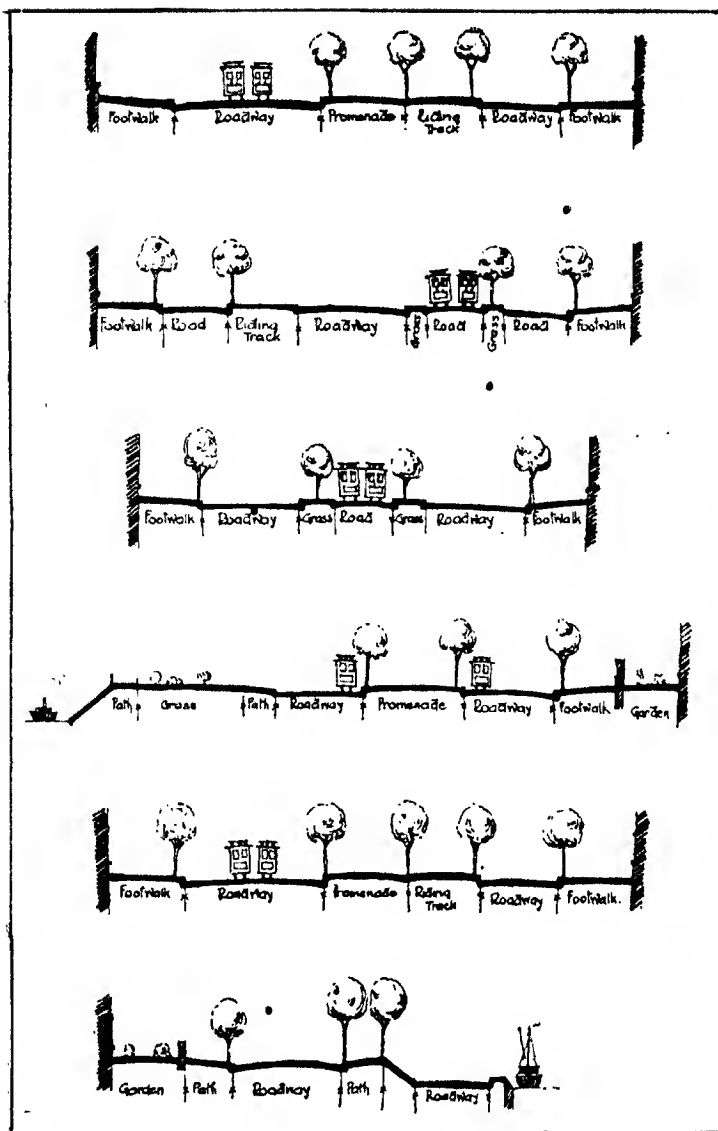 Footwalk Roadway Promenade Riding Roadway Footwalk
Track
Footwalk Road Riding Roadway Grass Road Grass Road Footwalk
Track
Footwalk Roadway Grass Road Grass Roadway Footwalk
Path Grass Path Roadway Promenade Roadway Footwalk Garden
Footwalk Roadway Promenade Riding Roadway Footwalk.
Track
Garden Path Roadway Path Roadway